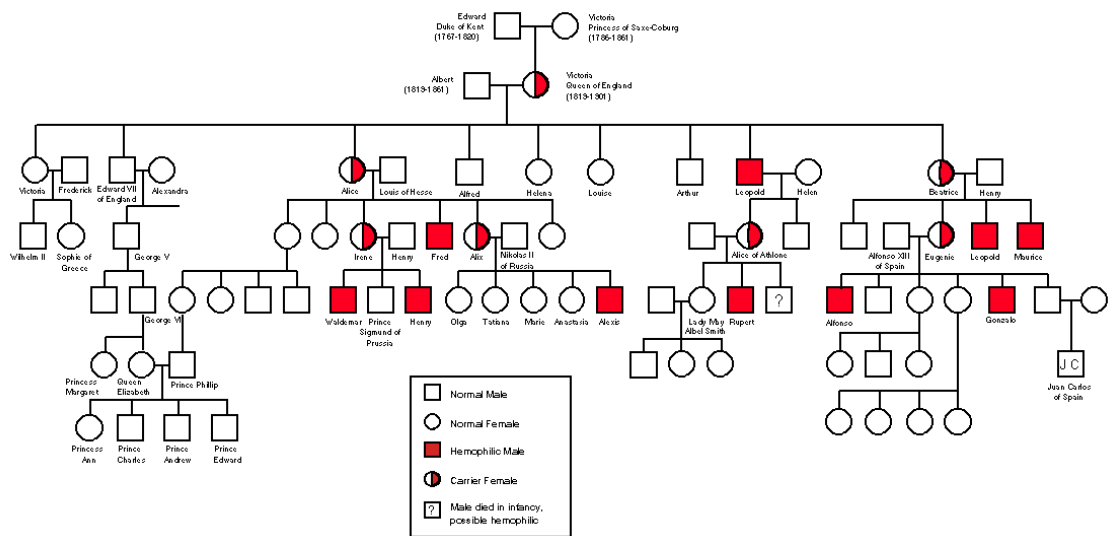 Edward
Duke of Kent
(1767-1820)
Victoria
Princess of Saxe-Coburg
(1786-1861)
Albert
(1819-1861)
Victoria
Queen of England
(1819-1901)
Victoria
Frederick
Edward VII
of England
Alexandra
Alice
Louis of Hesse
Alfred
Helena
Louise
Arthur
Leopold
Helen
Beatrice
Henry
Wilhelm II
Sophie of
Greece
George V
Irene
Henry
Fred
Alix
Nikolas II
of Russia
Alice of Athlone
Alfonso XIII
of Spain
Eugenie
Leopold
Maurice
George VI
Waldemar
Prince
Sigmund of
Prussia
Henry
Olga
Tatiana
Marie
Anastasia
Alexis
Lady May
Abel Smith
Rupert
?
Alfonso
Gonzalo
Princess
Margaret
Queen
Elizabeth
Prince Phillip
J C
Juan Carlos
of Spain
Princess
Ann
Prince
Charles
Prince
Andrew
Prince
Edward
Normal Male
Normal Female
Hemophilic Male
Carrier Female
? Male died in infancy,
possible hemophilic